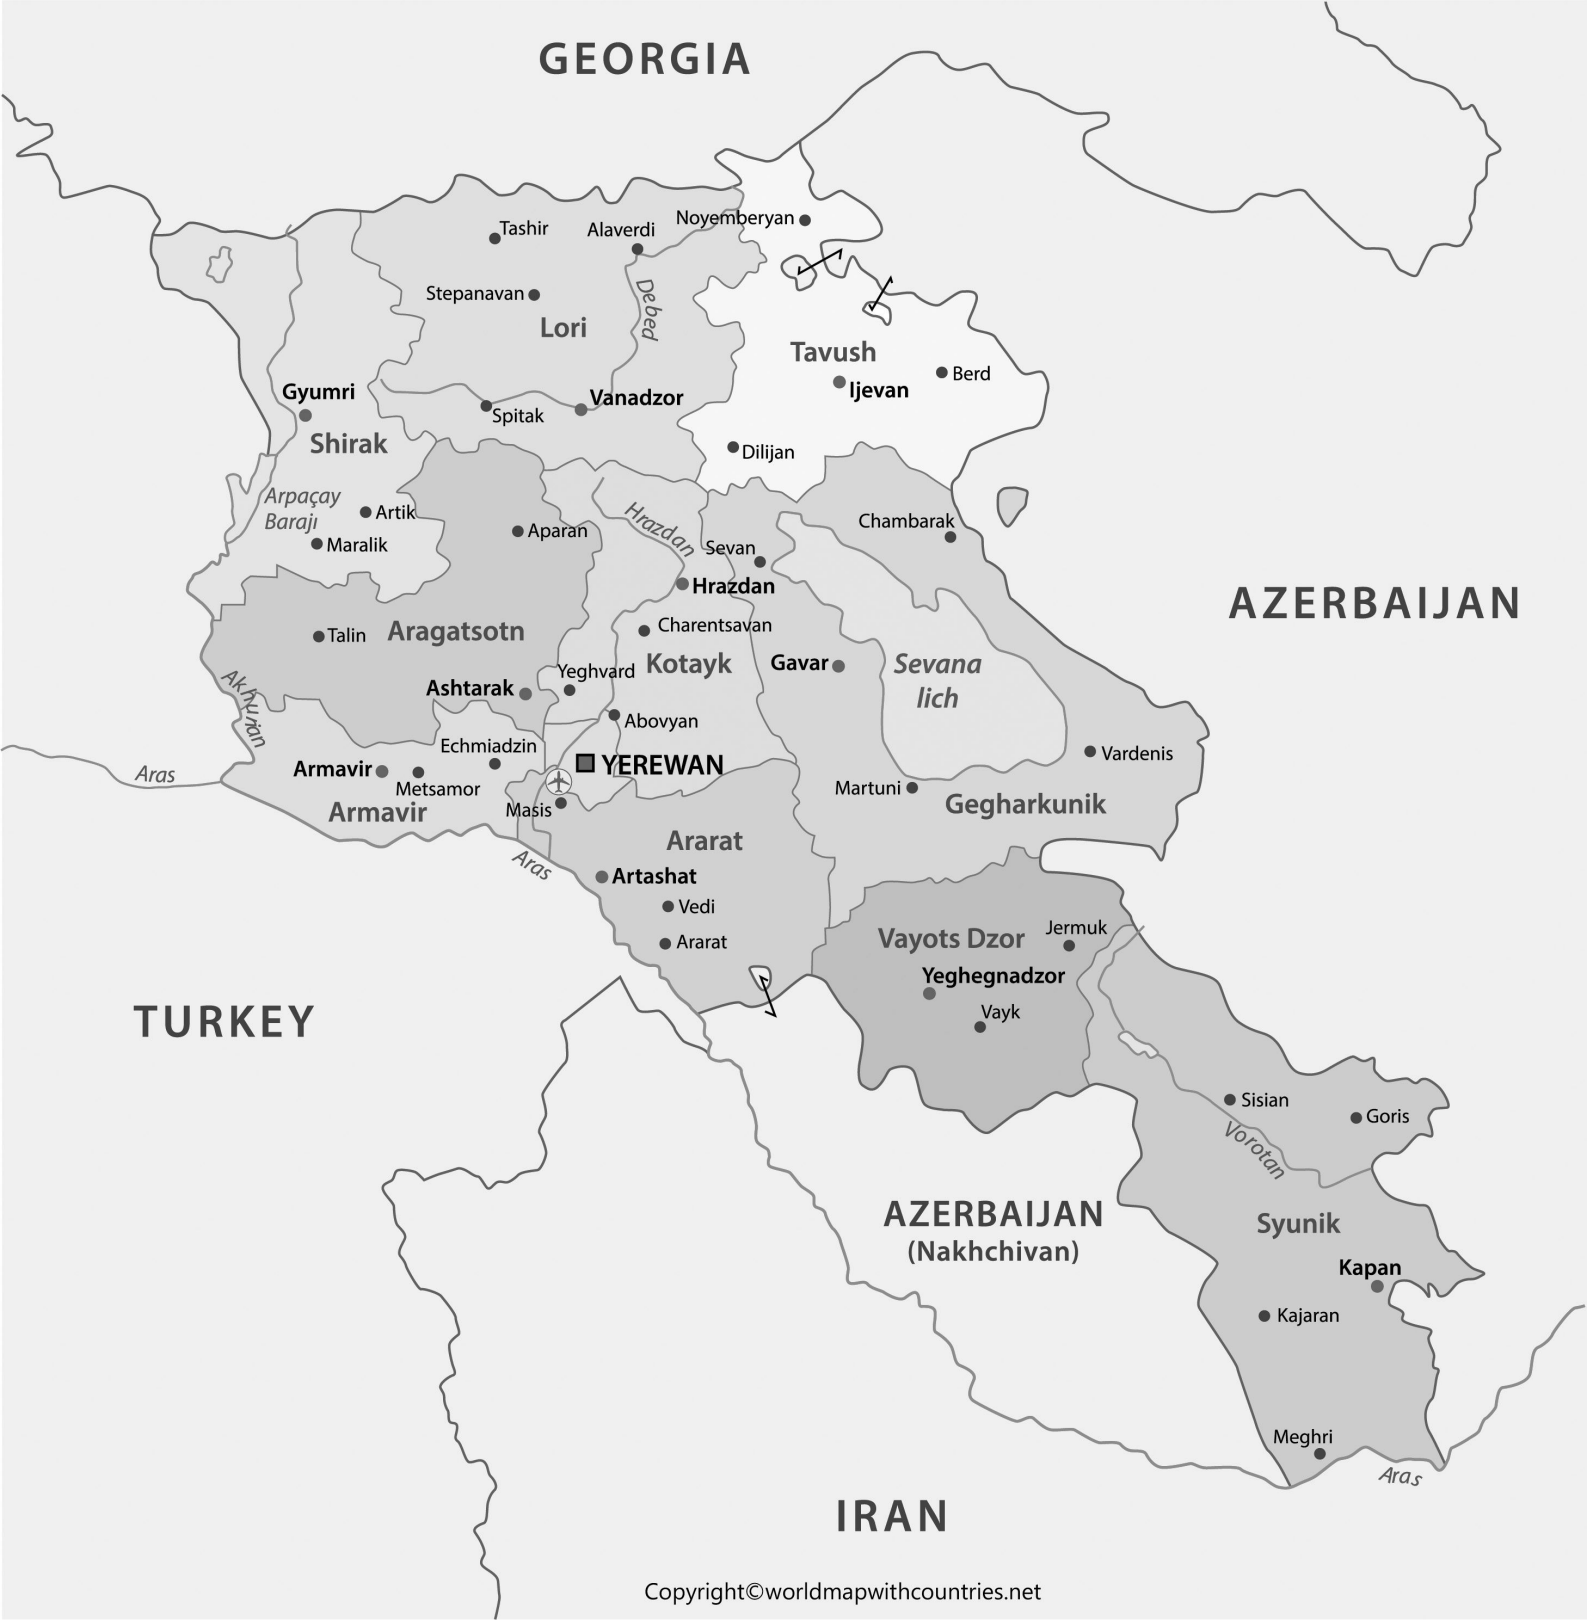 GEORGIA
Noyemberyan
Tashir
Alaverdi
Stepanavan
Debed
Lori
Tavush
Berd
Ijevan
Gyumri
Vanadzor
Spitak
Shirak
Dilijan
Arpaçay
Barajı
Artik
Maralik
Aparan
Hrazdan
Chambarak
Sevan
Hrazdan
AZERBAIJAN
Talin
Aragatsotn
Charentsavan
Kotayk
Gavar
Sevana
lich
Yeghvard
Ashtarak
Akhurian
Abovyan
Echmiadzin
Vardenis
Aras
Armavir
Metsamor
YEREWAN
Martuni
Gegharkunik
Armavir
Masis
Ararat
Aras
Artashat
Vedi
Ararat
Vayots Dzor
Jermuk
Yeghegnadzor
Vayk
TURKEY
Sisian
Goris
Vorotan
AZERBAIJAN
(Nakhchivan)
Syunik
Kapan
Kajaran
Meghri
Aras
IRAN
Copyright©worldmapwithcountries.net